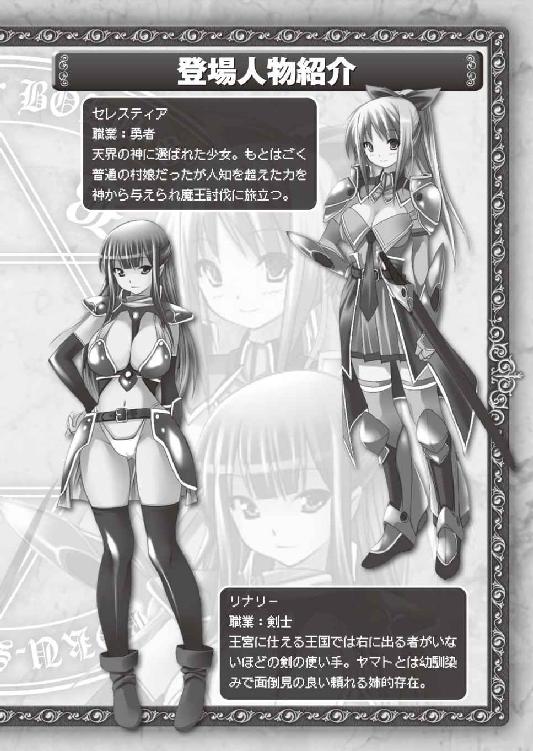 登場人物紹介
セレスティア
職業：勇者
天界の神に選ばれた少女。もとはごく
普通の村娘だったが人知を超えた力を
神から与えられ魔王討伐に旅立つ。
リナリー
職業：剣士
王宮に仕える王国では右に出る者がいな
いほどの剣の使い手。ヤマトとは幼馴染
みで面倒見の良い頼れる姉的存在。